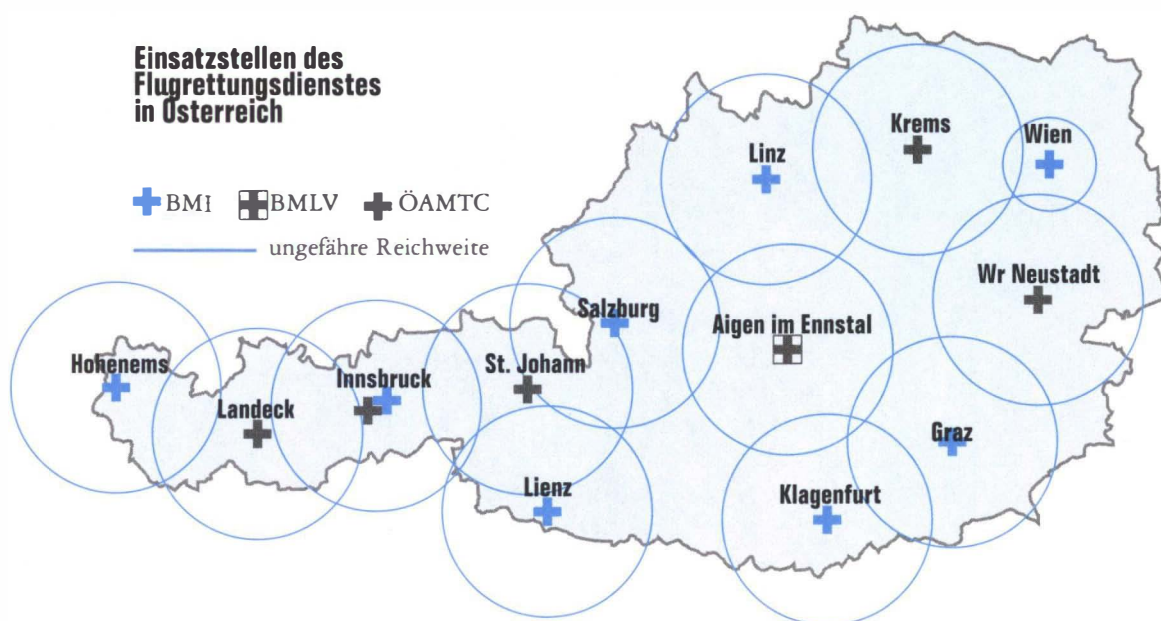 Einsatzstellen des
Flugrettungsdienstes
in Österreich
BMI BMLV ÖAMTC
ungefähre Reichweite
Krems
Wien
Linz
Wr Neustadt
Salzburg
Aigen im Ennstal
Hohenems
St. Johann
Innsbruck
Landeck
Graz
Lienz
Klagenfurt